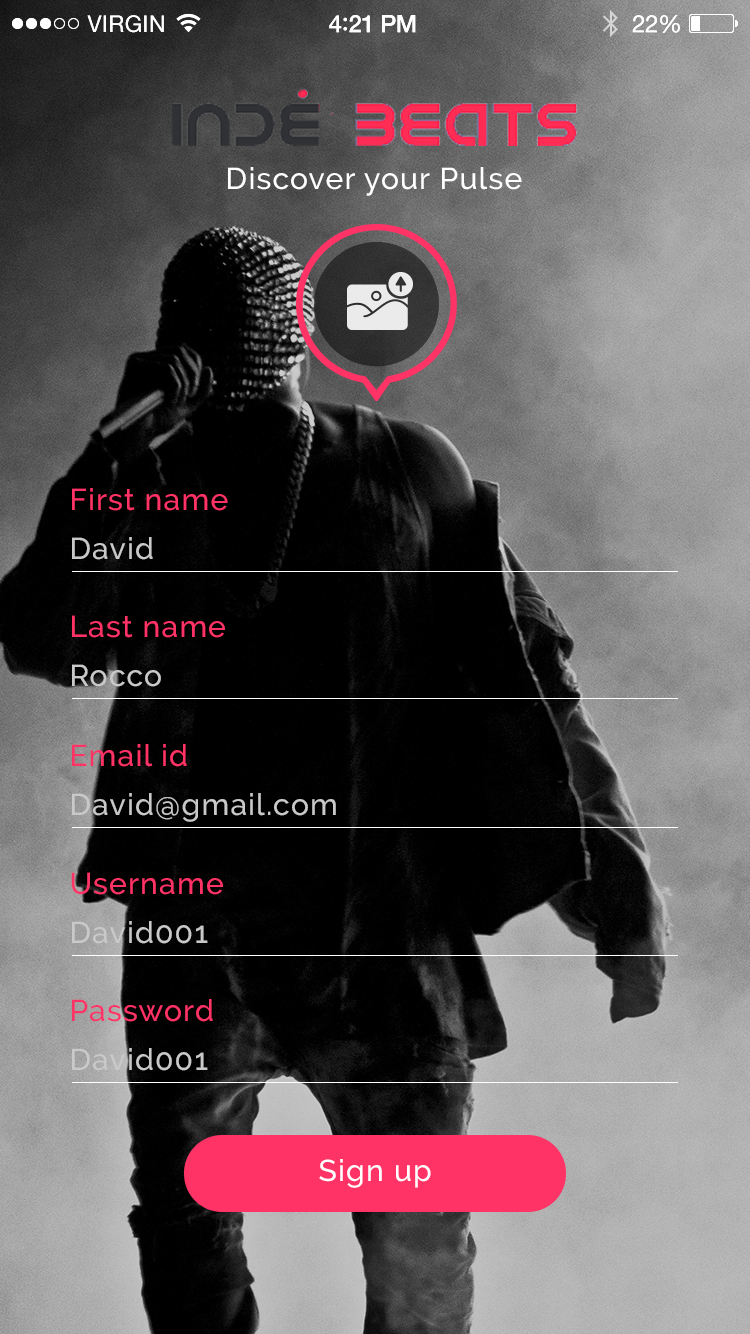 VIRGIN 4:21 PM 22%
INDĖ BEATS
Discover your Pulse
First name
David
Last name
Rocco
Email id
David@gmail.com
Username
David001
Password
David001
Sign up